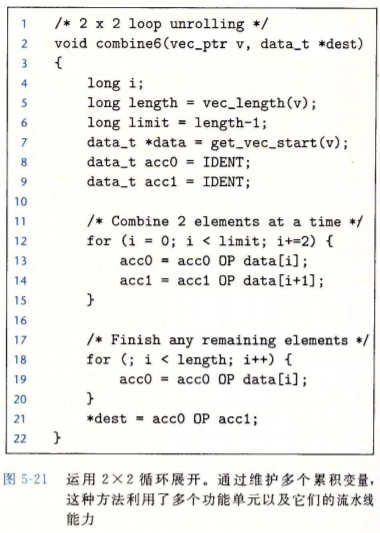 1 /* 2 x 2 loop unrolling */
2 void combine6(vec_ptr v, data_t *dest)
3 {
4 long i;
5 long length = vec_length(v);
6 long limit = length-1;
7 data_t *data = get_vec_start(v);
8 data_t acc0 = IDENT;
9 data_t acc1 = IDENT;
10
11 /* Combine 2 elements at a time */
12 for (i = 0; i < limit; i+=2) {
13 acc0 = acc0 OP data[i];
14 acc1 = acc1 OP data[i+1];
15 }
16
17 /* Finish any remaining elements */
18 for (; i < length; i++) {
19 acc0 = acc0 OP data[i];
20 }
21 *dest = acc0 OP acc1;
22 }
图 5-21 运用 2×2 循环展开。通过维护多个累积变量，
这种方法利用了多个功能单元以及它们的流水线
能力